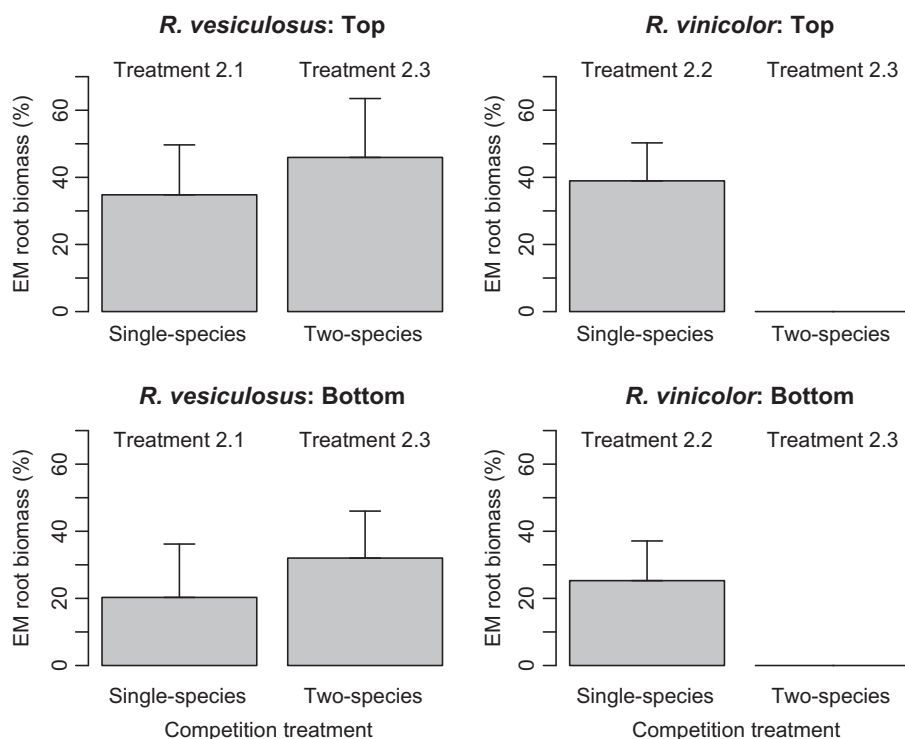 R. vesiculosus: Top
Treatment 2.1 Treatment 2.3
EM root biomass (%)
60
40
20
0
Single-species Two-species
R. vinicolor: Top
Treatment 2.2 Treatment 2.3
EM root biomass (%)
60
40
20
0
Single-species Two-species
R. vesiculosus: Bottom
Treatment 2.1 Treatment 2.3
EM root biomass (%)
60
40
20
0
Single-species Two-species
Competition treatment
R. vinicolor: Bottom
Treatment 2.2 Treatment 2.3
EM root biomass (%)
60
40
20
0
Single-species Two-species
Competition treatment